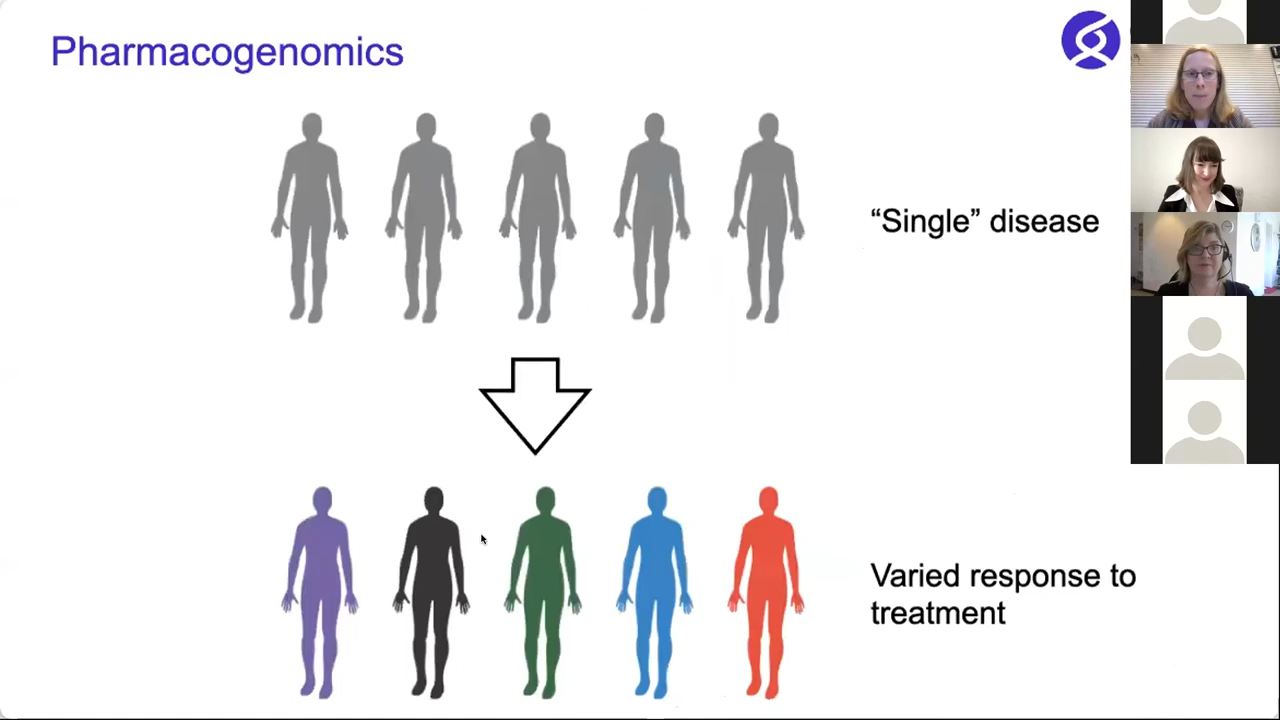 Pharmacogenomics
“Single” disease
Varied response to
treatment